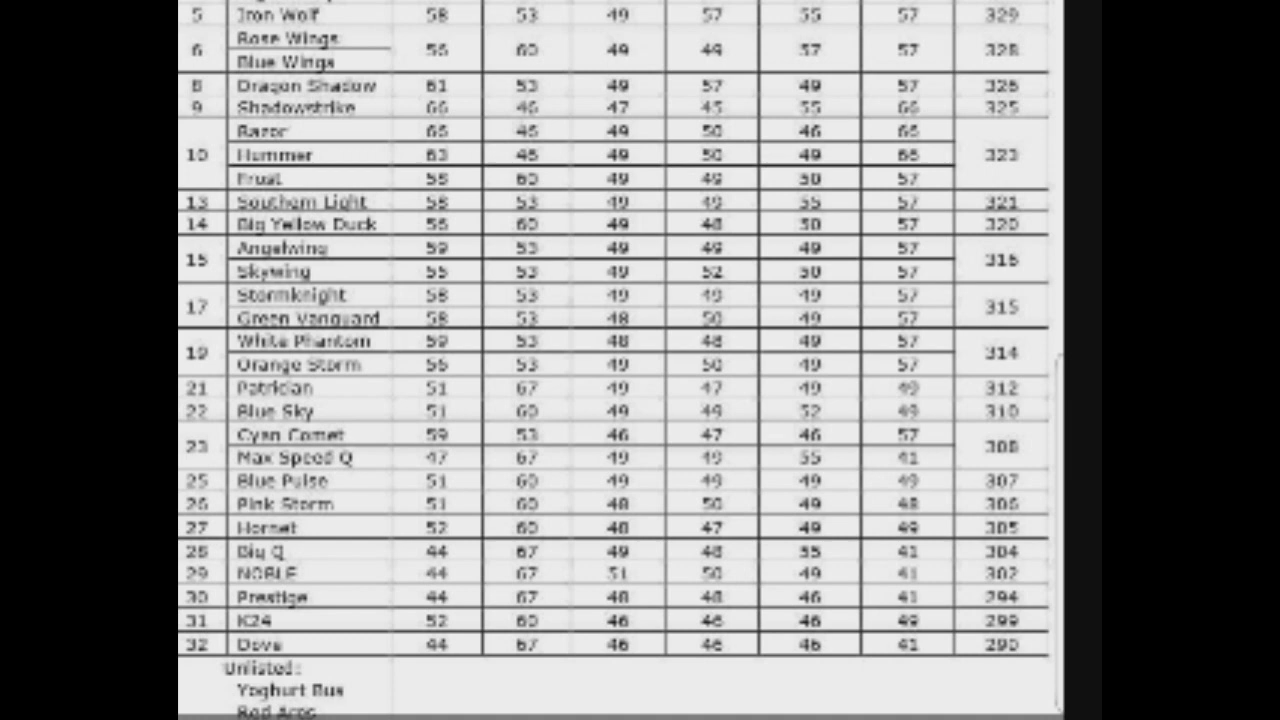 5 Iron Wolf 58 53 49 57 55 57 329
Rose Wings
6 56 60 49 49 57 57 328
Blue Wings
8 Dragon Shadow 61 53 49 57 49 57 326
9 Shadowstrike 66 46 47 45 55 66 325
Razor 66 46 49 50 46 66
10 Hummer 63 46 49 50 49 66 323
Frost 58 60 49 49 50 57
13 Southern Light 58 53 49 49 55 57 321
14 Big Yellow Duck 56 60 49 48 50 57 320
Angelwing 59 53 49 49 49 57
15 316
Skywing 55 53 49 52 50 57
Stormknight 58 53 49 49 49 57
17 315
Green Vanguard 58 53 48 50 49 57
White Phantom 59 53 48 48 49 57
19 314
Orange Storm 56 53 49 50 49 57
21 Patrician 51 67 49 47 49 49 312
22 Blue Sky 51 60 49 49 52 49 310
Cyan Comet 59 53 46 47 46 57
23 308
Max Speed Q 47 67 49 49 55 41
25 Blue Pulse 51 60 49 49 49 49 307
26 Pink Storm 51 60 48 50 49 48 306
27 Hornet 52 60 48 47 49 49 305
28 Big Q 44 67 49 48 55 41 304
29 NOBLE 44 67 51 50 49 41 302
30 Prestige 44 67 48 48 46 41 294
31 K24 52 60 46 46 46 49 299
32 Dove 44 67 46 46 46 41 290
Unlisted:
Yoghurt Bus
Red Ares